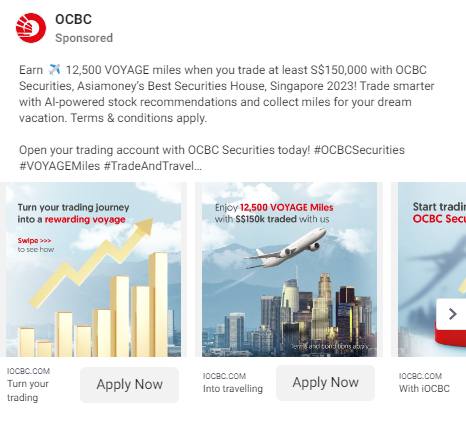 OCBC
Sponsored
Earn ✈️ 12,500 VOYAGE miles when you trade at least S$150,000 with OCBC
Securities, Asiamoney's Best Securities House, Singapore 2023! Trade smarter
with AI-powered stock recommendations and collect miles for your dream
vacation. Terms & conditions apply.
Open your trading account with OCBC Securities today! #OCBCSecurities
#VOYAGEMiles #TradeAndTravel...
Turn your trading journey
into a rewarding voyage
Swipe >>>
to see how
Enjoy 12,500 VOYAGE Miles
with S$150k traded with us
Terms and conditions apply
Start tradin
OCBC Secu
IOCBC.COM
Turn your
trading
Apply Now
IOCBC.COM
Into travelling
Apply Now
IOCBC.COM
With iOCBC